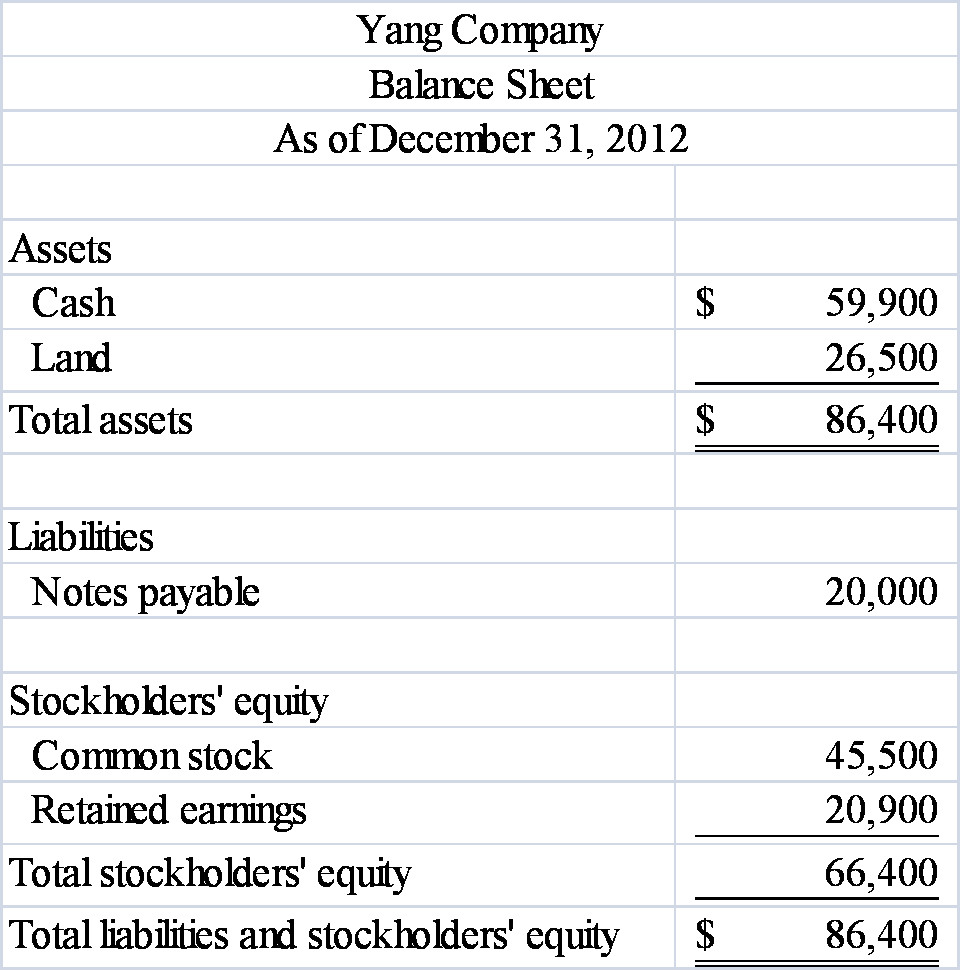 Yang Company
Balance Sheet
As of December 31, 2012
Assets
Cash $ 59,900
Land 26,500
Total assets $ 86,400
Liabilities
Notes payable 20,000
Stockholders' equity
Common stock 45,500
Retained earnings 20,900
Total stockholders' equity 66,400
Total liabilities and stockholders' equity $ 86,400